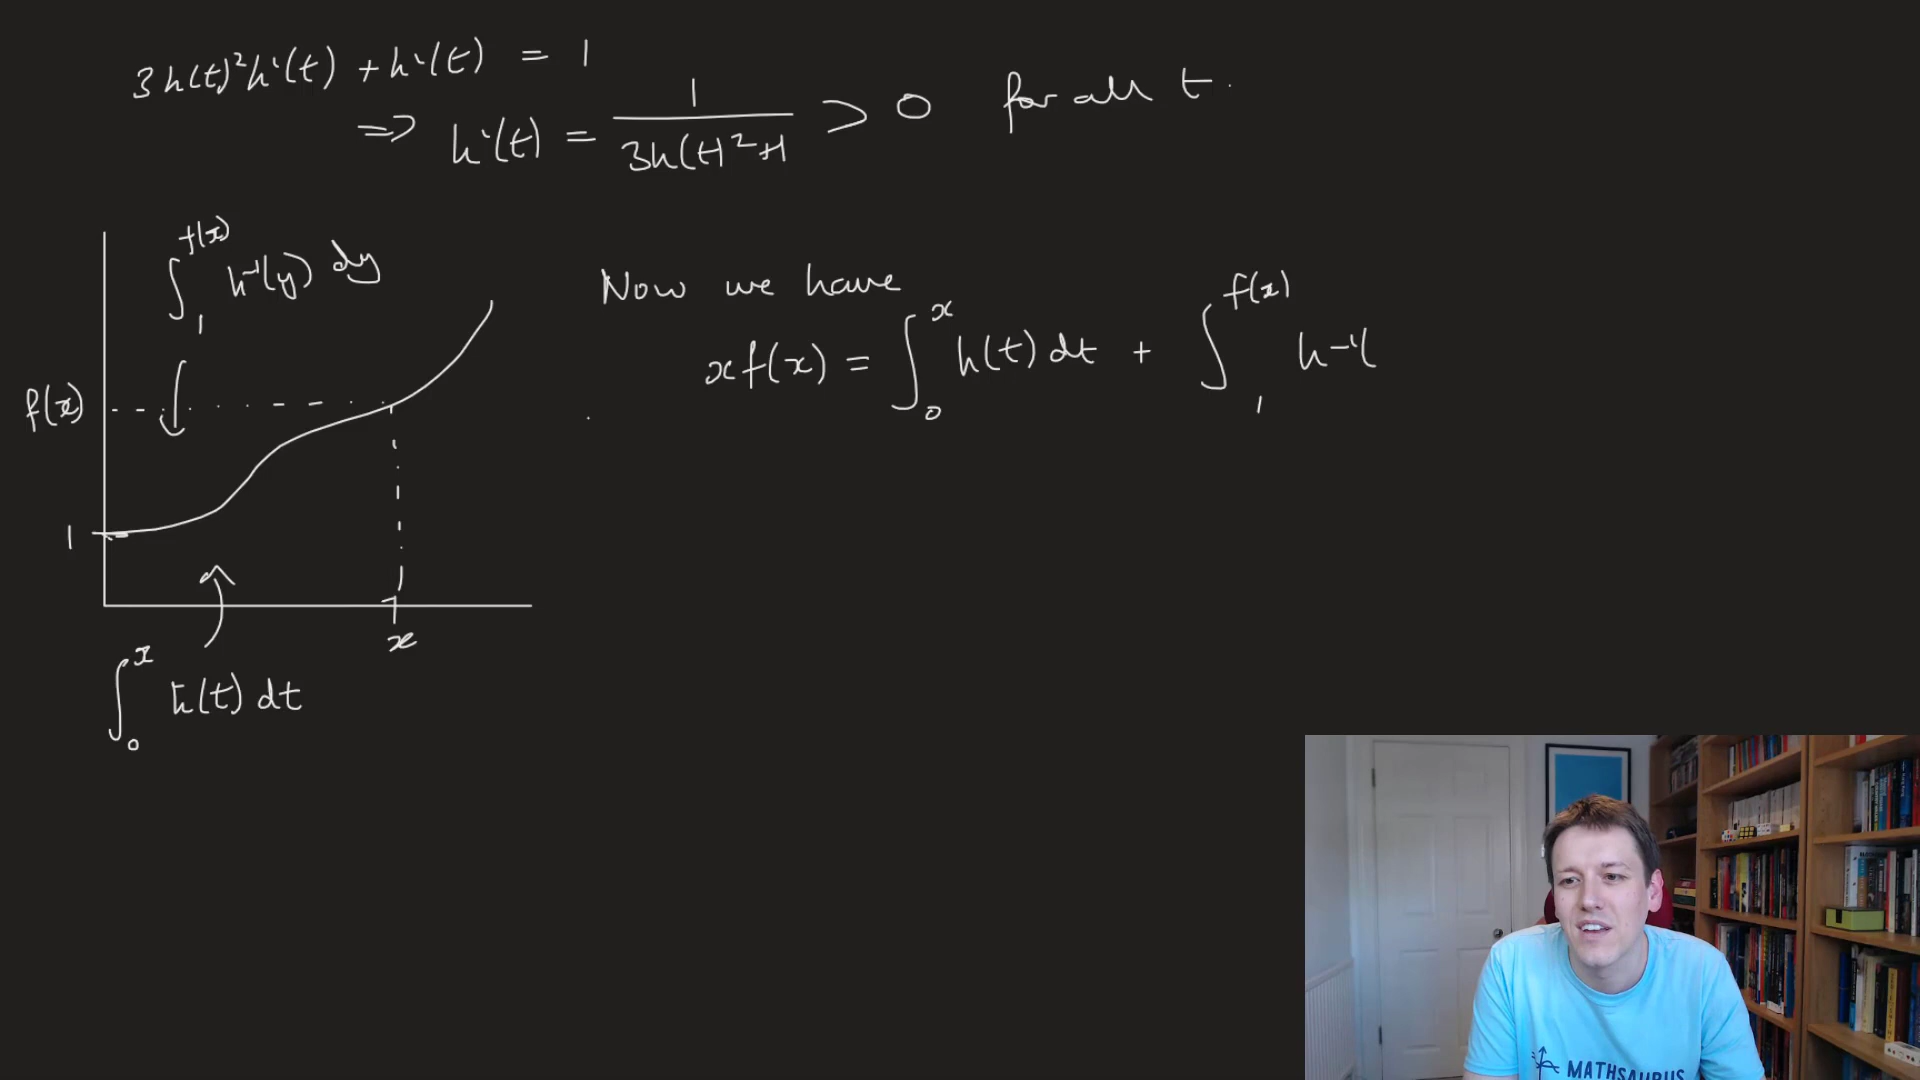 3h(t)²h'(t) + h'(t) = 1
⇒ h'(t) = 1/(3h(t)²+1) > 0 for all t.
∫₁^f(x) h⁻¹(y) dy
Now we have
xf(x) = ∫₀^x h(t) dt + ∫₁^f(x) h⁻¹(
f(x)
1
x
∫₀^x h(t) dt
MATHSAURUS